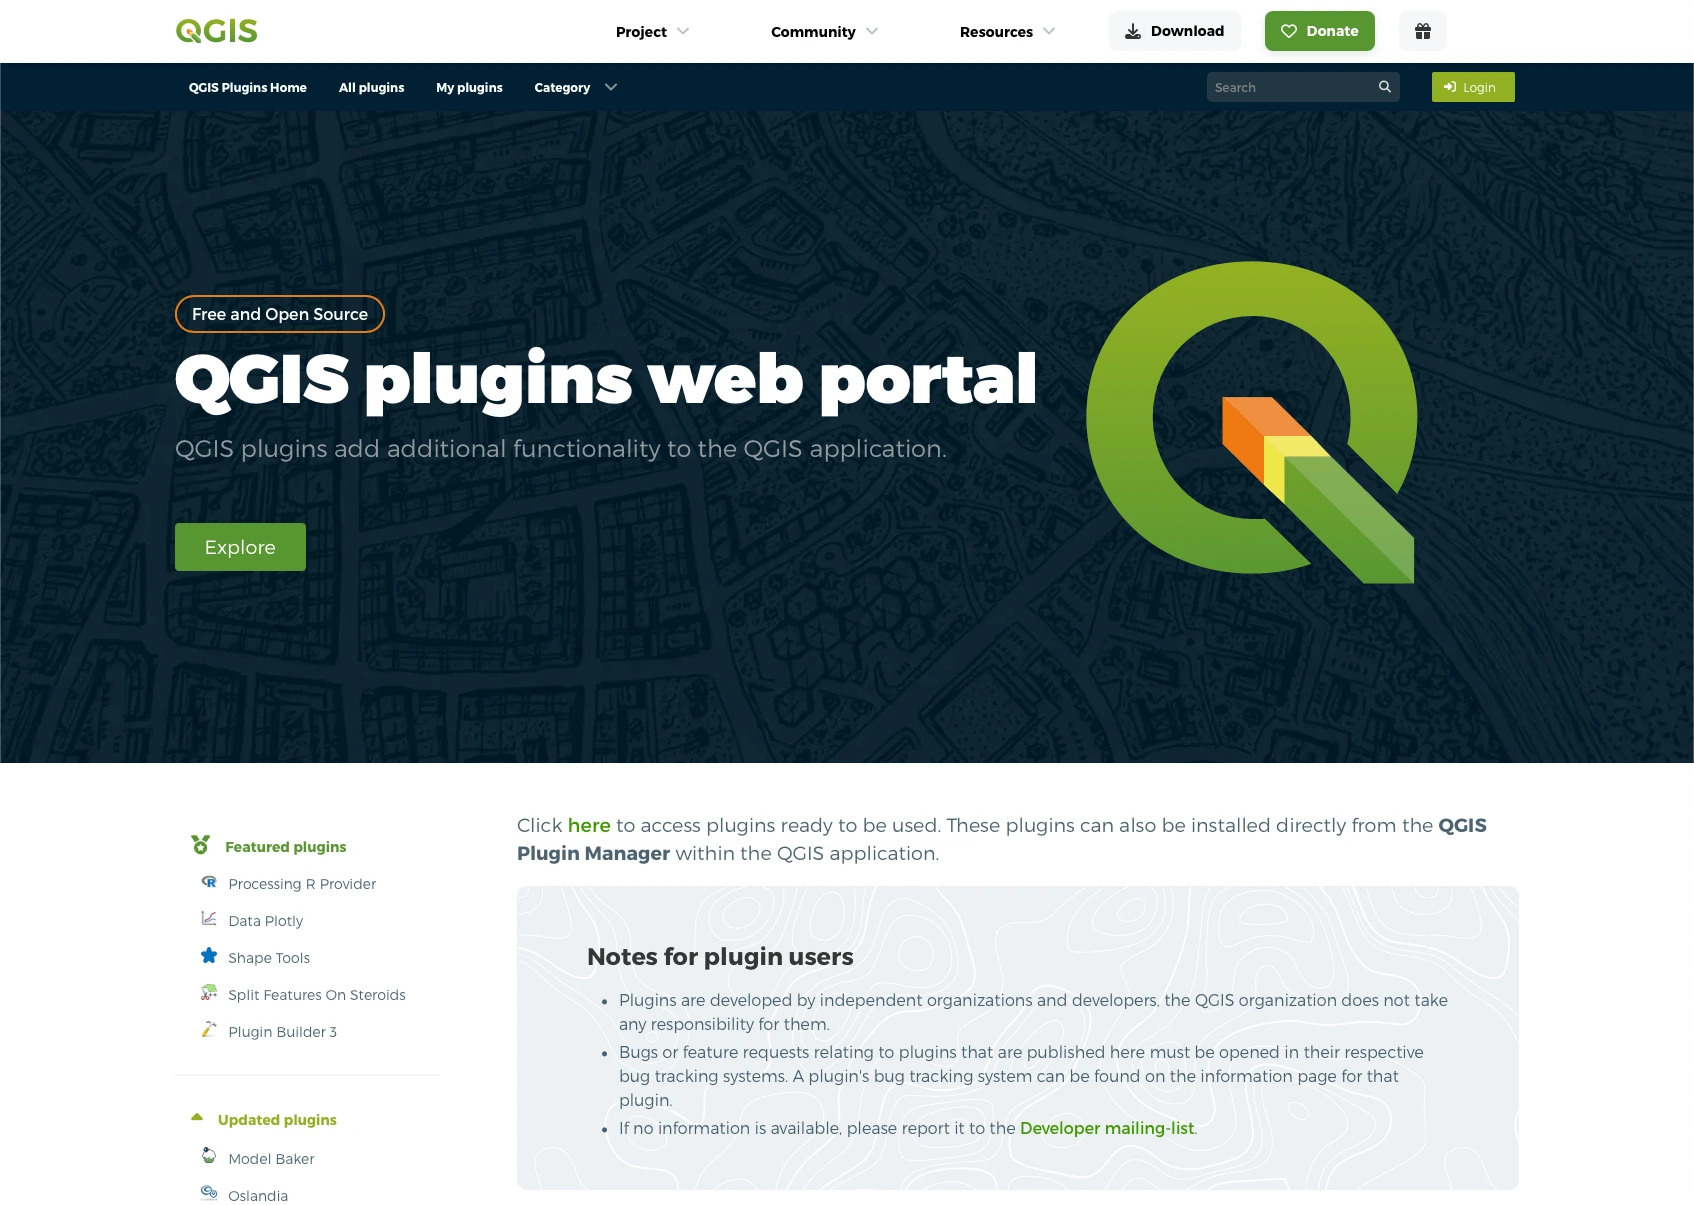 QGIS
Project
Community
Resources
Download
Donate
QGIS Plugins Home
All plugins
My plugins
Category
Search
Login
Free and Open Source
QGIS plugins web portal
QGIS plugins add additional functionality to the QGIS application.
Explore
Featured plugins
Processing R Provider
Data Plotly
Shape Tools
Split Features On Steroids
Plugin Builder 3
Updated plugins
Model Baker
Oslandia
Click here to access plugins ready to be used. These plugins can also be installed directly from the QGIS
Plugin Manager within the QGIS application.
Notes for plugin users
Plugins are developed by independent organizations and developers, the QGIS organization does not take
any responsibility for them.
Bugs or feature requests relating to plugins that are published here must be opened in their respective
bug tracking systems. A plugin's bug tracking system can be found on the information page for that
plugin.
If no information is available, please report it to the Developer mailing-list.